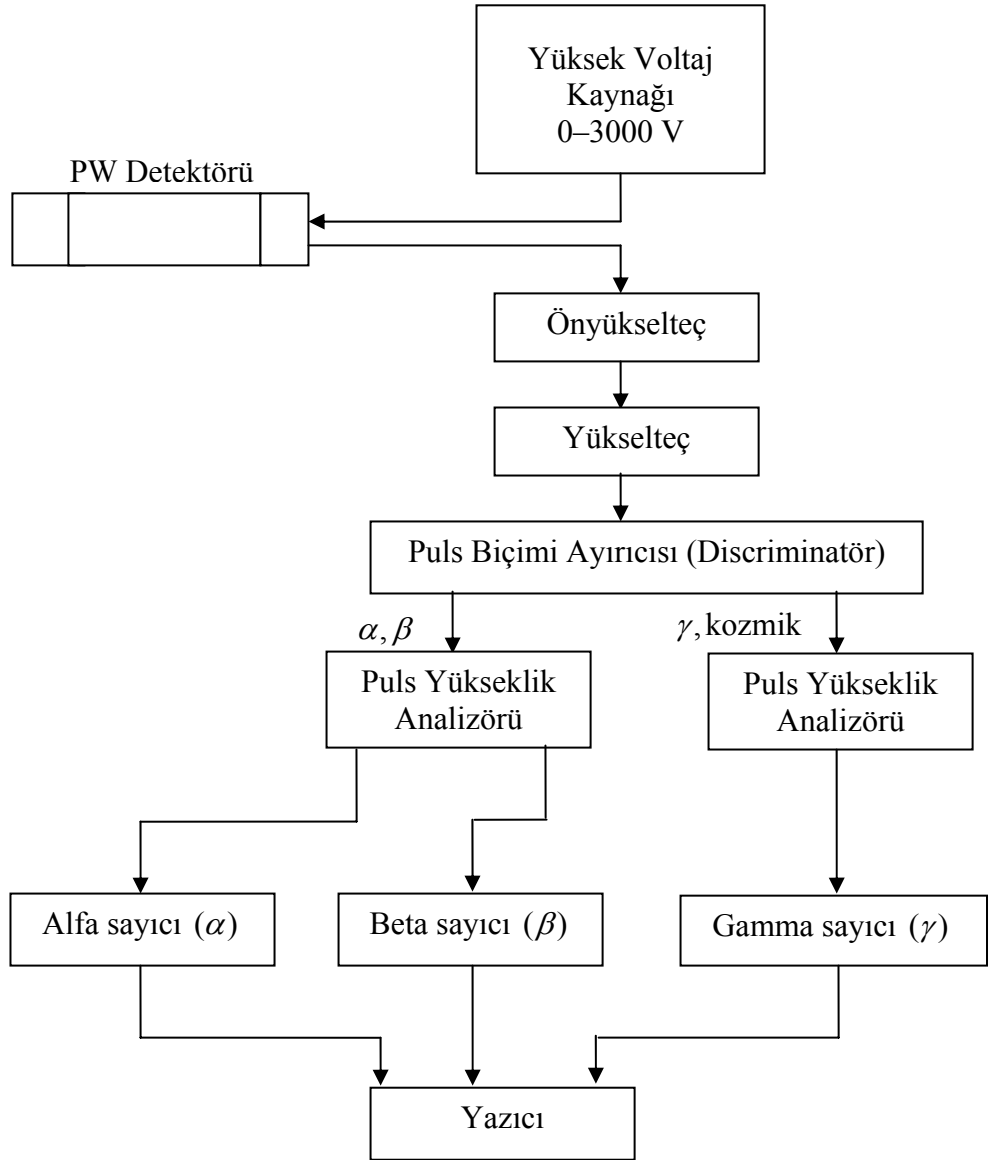 Yüksek Voltaj
Kaynağı
0–3000 V
PW Detektörü
Önyükselteç
Yükselteç
Puls Biçimi Ayırıcısı (Discriminatör)
α, β
γ, kozmik
Puls Yükseklik
Analizörü
Puls Yükseklik
Analizörü
Alfa sayıcı (α)
Beta sayıcı (β)
Gamma sayıcı (γ)
Yazıcı